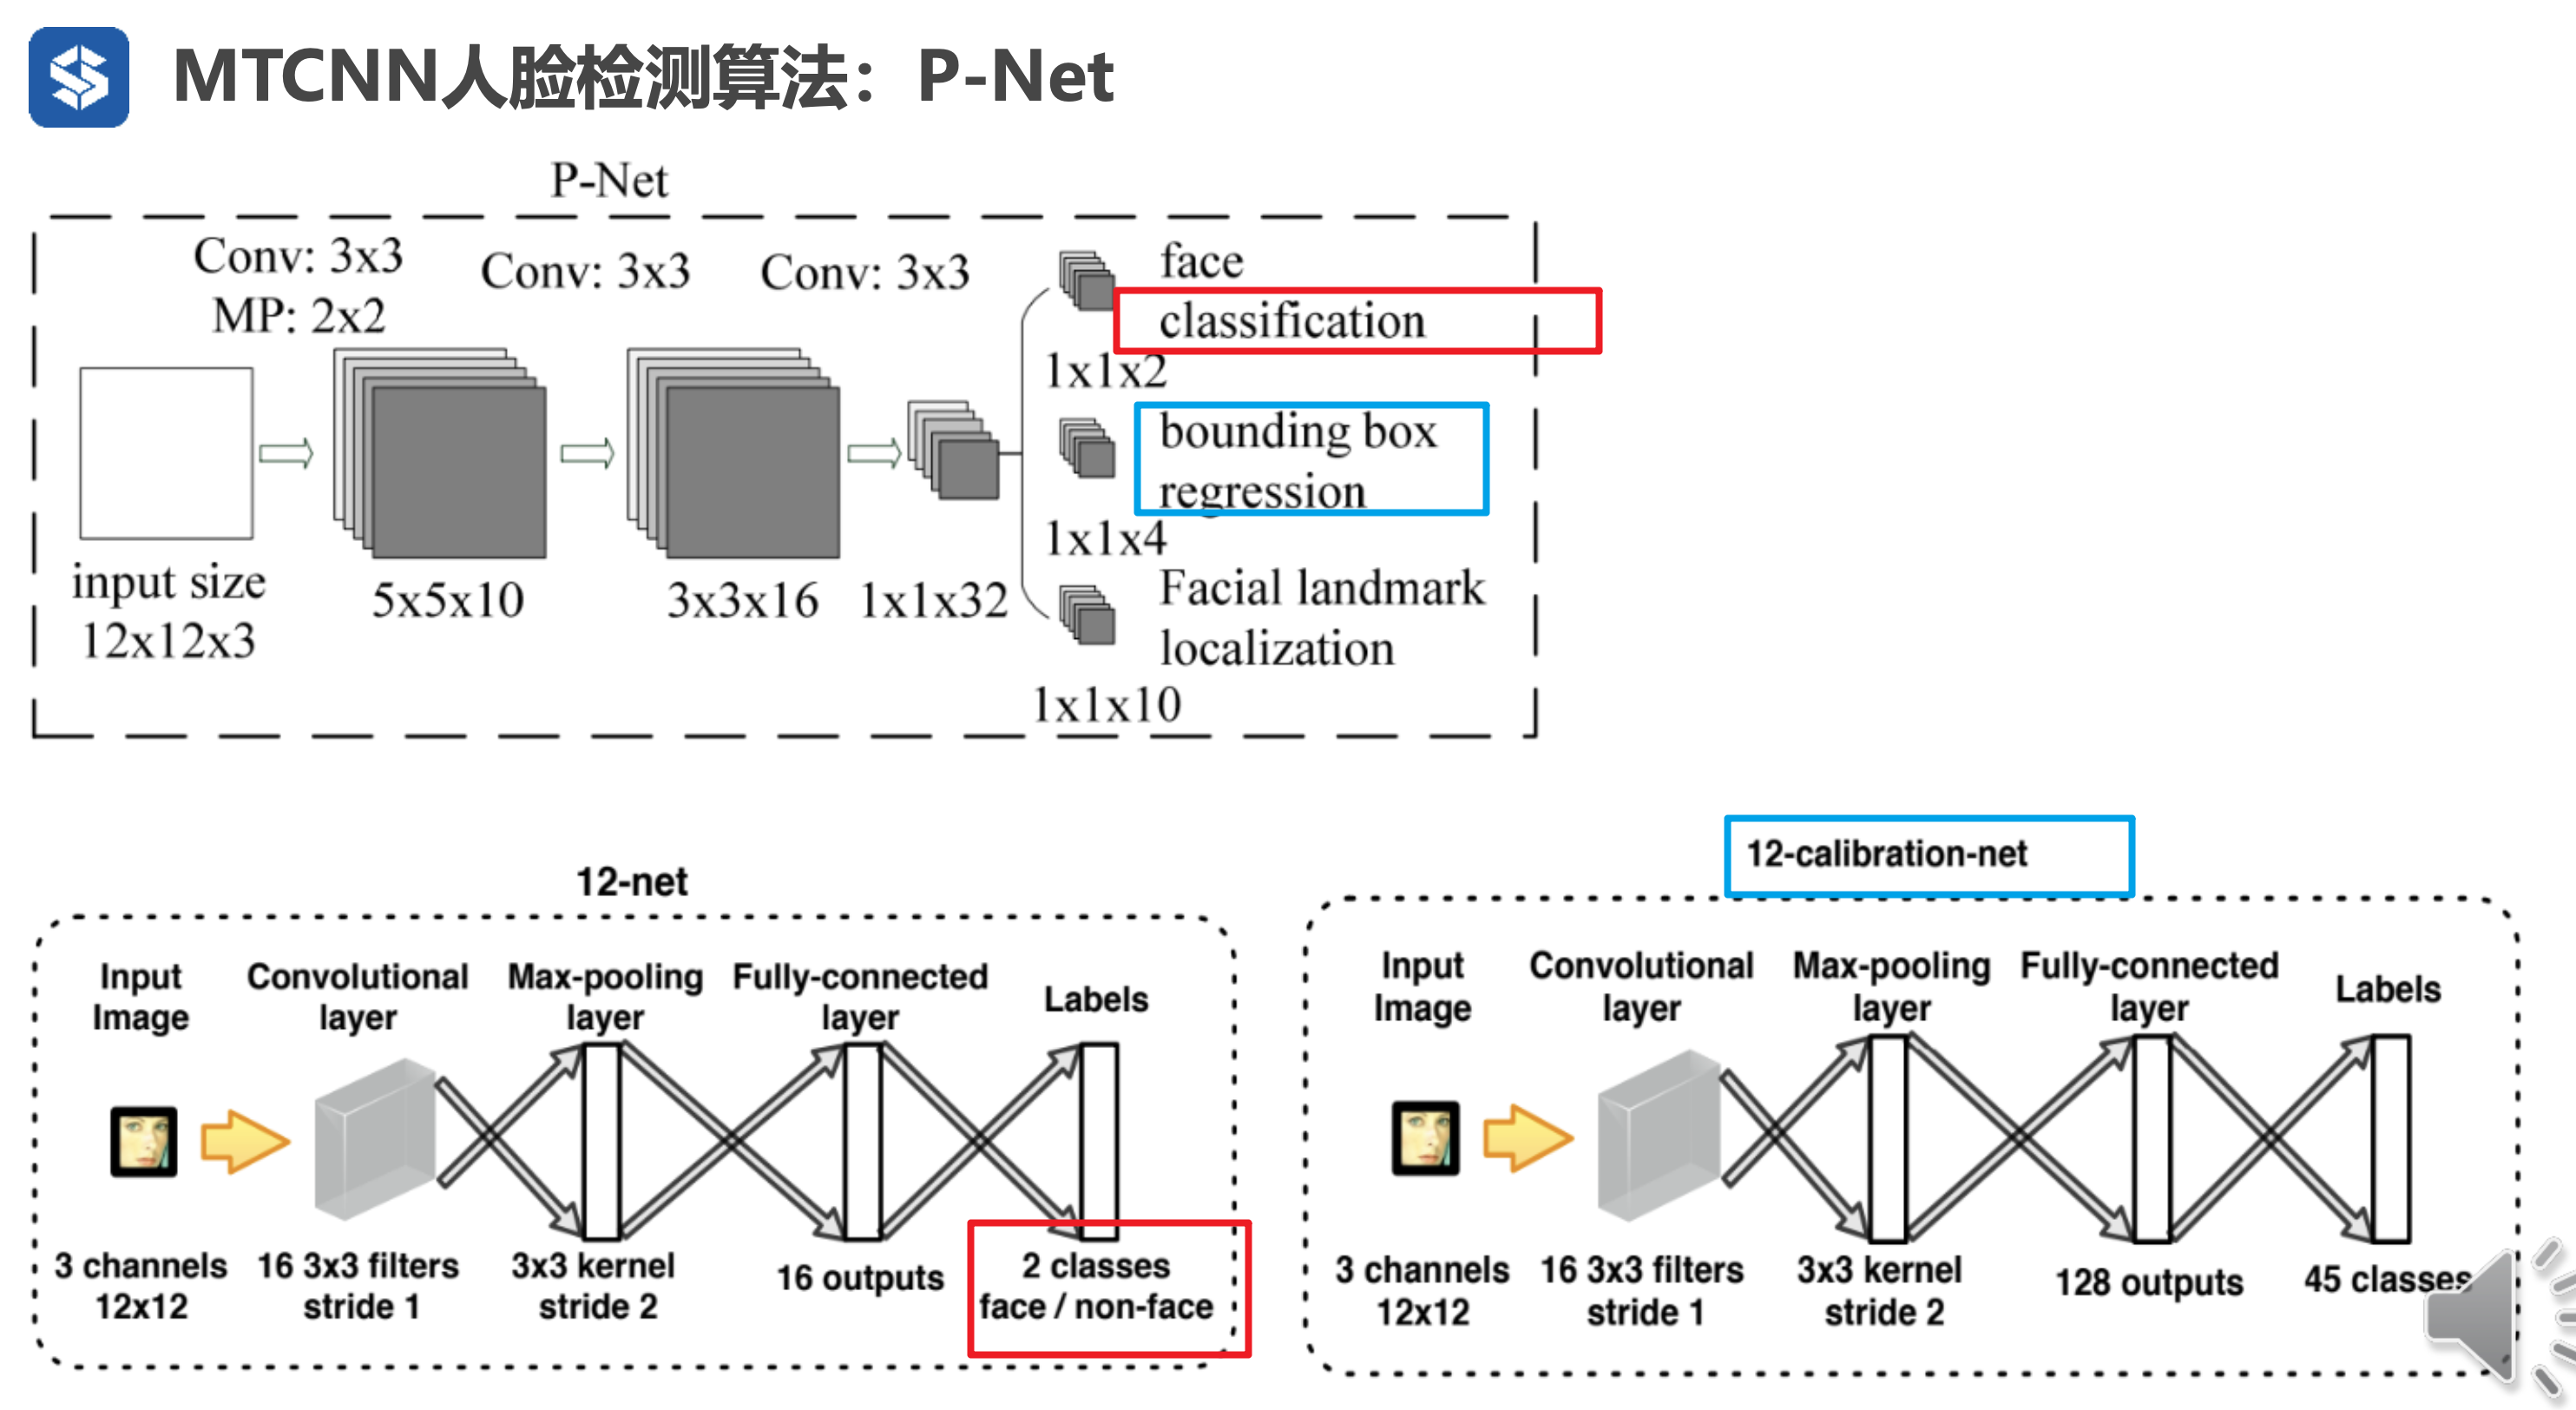 MTCNN人脸检测算法：P-Net
P-Net
Conv: 3x3
MP: 2x2
Conv: 3x3
Conv: 3x3
input size
12x12x3
5x5x10
3x3x16
1x1x32
face
classification
1x1x2
bounding box
regression
1x1x4
Facial landmark
localization
1x1x10
12-net
Input
Image
Convolutional
layer
Max-pooling
layer
Fully-connected
layer
Labels
3 channels
12x12
16 3x3 filters
stride 1
3x3 kernel
stride 2
16 outputs
2 classes
face / non-face
12-calibration-net
Input
Image
Convolutional
layer
Max-pooling
layer
Fully-connected
layer
Labels
3 channels
12x12
16 3x3 filters
stride 1
3x3 kernel
stride 2
128 outputs
45 classes